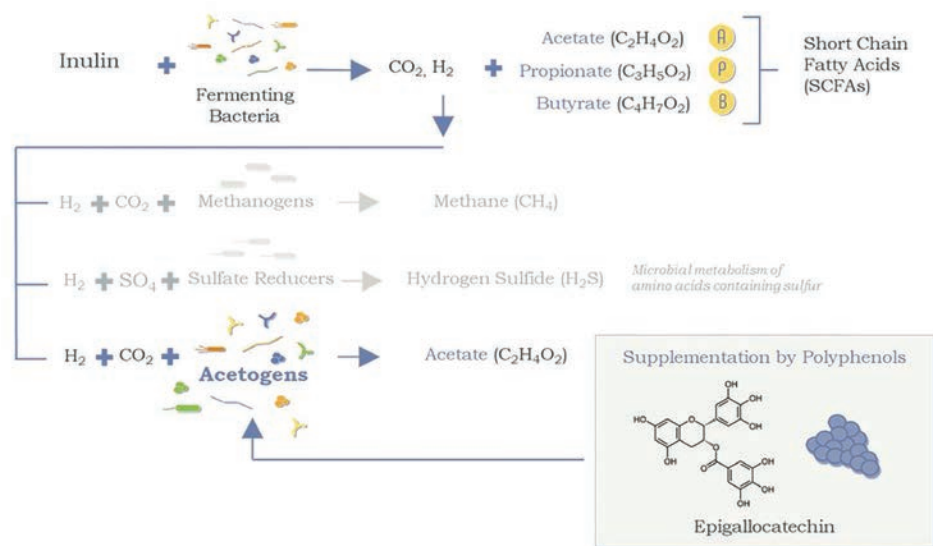 Inulin + Fermenting Bacteria → CO₂, H₂ +
Acetate (C₂H₄O₂) A
Propionate (C₃H₅O₂) P
Butyrate (C₄H₇O₂) B
Short Chain
Fatty Acids
(SCFAs)
H₂ + CO₂ + Methanogens → Methane (CH₄)
H₂ + SO₄ + Sulfate Reducers → Hydrogen Sulfide (H₂S)
Microbial metabolism of
amino acids containing sulfur
H₂ + CO₂ + Acetogens → Acetate (C₂H₄O₂)
Supplementation by Polyphenols
OH
OH
OH
HO
O
O
OH
O
OH
OH
OH
Epigallocatechin